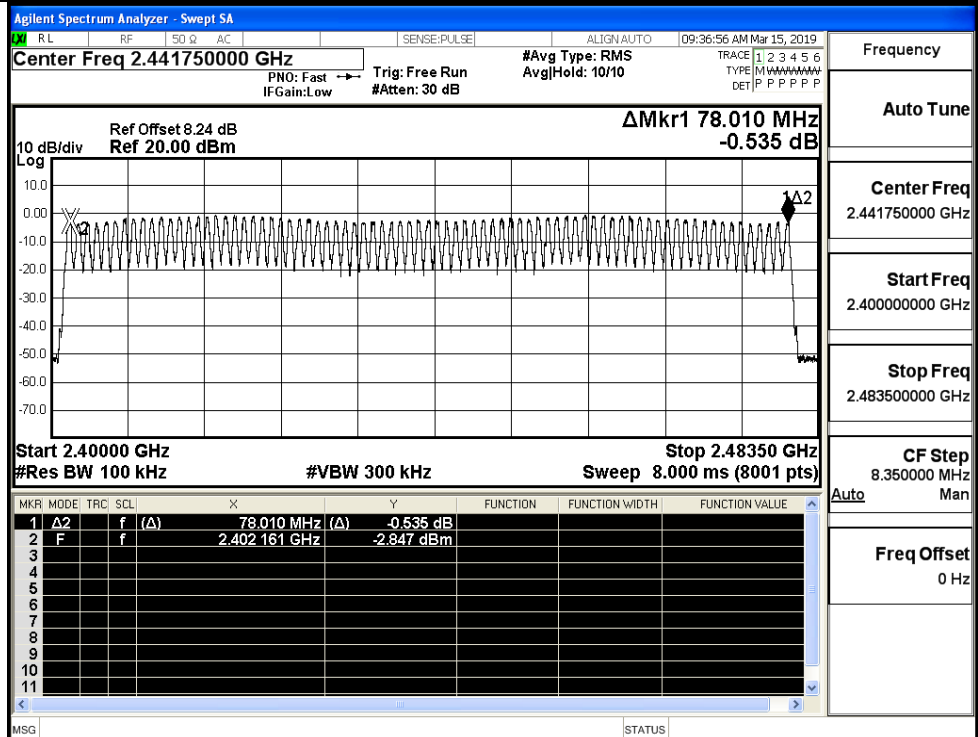 Agilent Spectrum Analyzer - Swept SA
LXI RL RF 50 Ω AC SENSE:PULSE ALIGN AUTO 09:36:56 AM Mar 15, 2019
Center Freq 2.441750000 GHz
PNO: Fast
IFGain:Low
Trig: Free Run
#Atten: 30 dB
#Avg Type: RMS
Avg|Hold: 10/10
TRACE 1 2 3 4 5 6
TYPE M WWWWW
DET P P P P P P
Frequency
Auto Tune
Center Freq
2.441750000 GHz
Start Freq
2.400000000 GHz
Stop Freq
2.483500000 GHz
CF Step
8.350000 MHz
Auto Man
Freq Offset
0 Hz
ΔMkr1 78.010 MHz
-0.535 dB
Ref Offset 8.24 dB
10 dB/div Ref 20.00 dBm
Log
10.0
0.00
-10.0
-20.0
-30.0
-40.0
-50.0
-60.0
-70.0
1Δ2
Start 2.40000 GHz Stop 2.48350 GHz
#Res BW 100 kHz #VBW 300 kHz Sweep 8.000 ms (8001 pts)
MKR MODE TRC SCL X Y FUNCTION FUNCTION WIDTH FUNCTION VALUE
1 Δ2 f (Δ) 78.010 MHz (Δ) -0.535 dB
2 F f 2.402 161 GHz -2.847 dBm
3
4
5
6
7
8
9
10
11
MSG STATUS